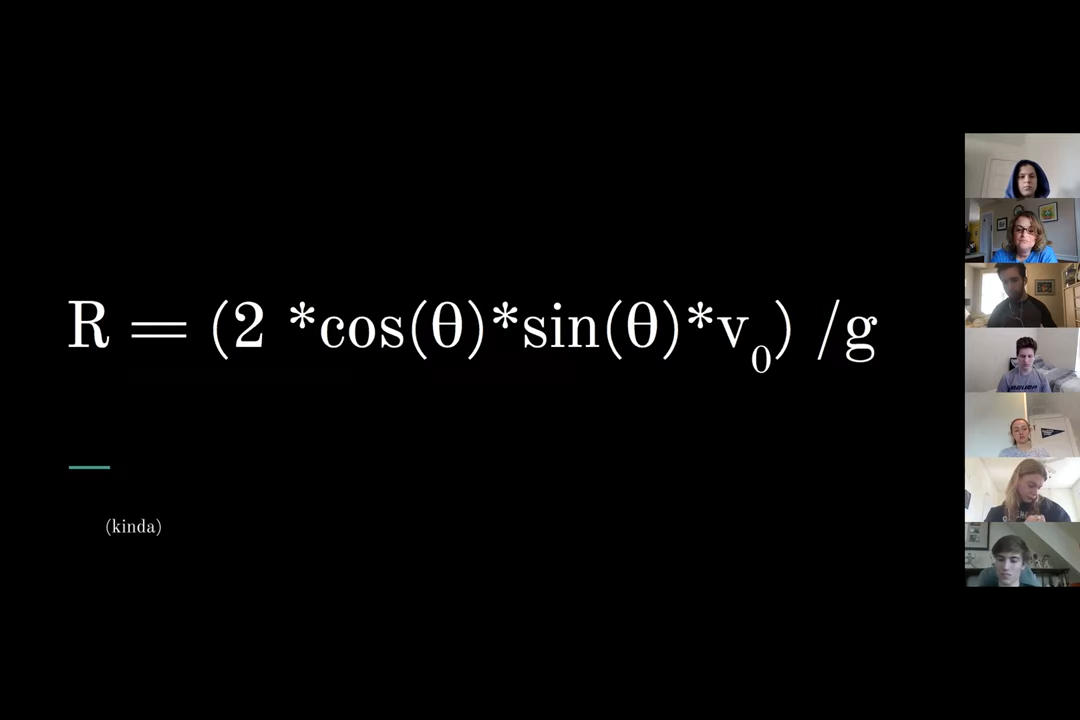 R = (2 *cos(θ)*sin(θ)*v₀) /g
(kinda)